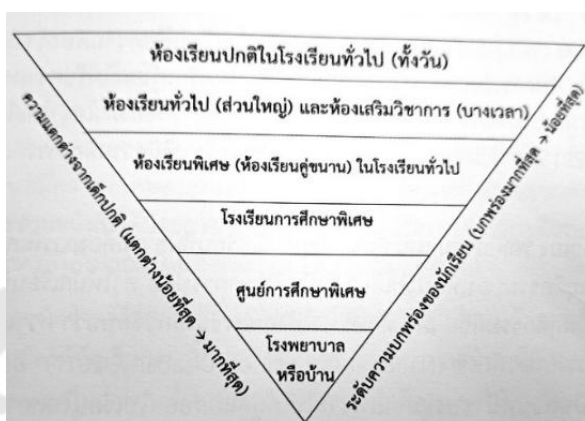 ห้องเรียนปกติในโรงเรียนทั่วไป (ทั้งวัน)
ห้องเรียนทั่วไป (ส่วนใหญ่) และห้องเสริมวิชาการ (บางเวลา)
ห้องเรียนพิเศษ (ห้องเรียนคู่ขนาน) ในโรงเรียนทั่วไป
โรงเรียนการศึกษาพิเศษ
ศูนย์การศึกษาพิเศษ
โรงพยาบาล
หรือบ้าน
ความแตกต่างจากเด็กปกติ (แตกต่างน้อยที่สุด → มากที่สุด)
ระดับความบกพร่องของนักเรียน (บกพร่องมากที่สุด → น้อยที่สุด)